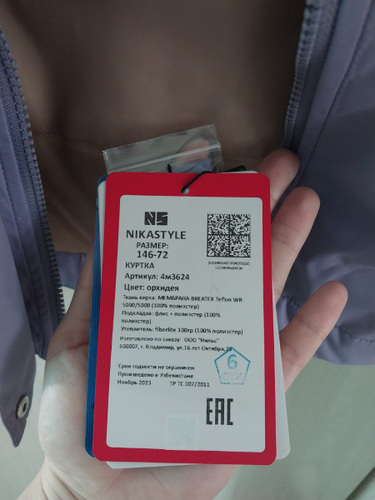 NS
NIKASTYLE
РАЗМЕР:
146-72
КУРТКА
Артикул: 4м3624
Цвет: орхидея
Ткань верха: МЕМБРАНА BREATEX Teflon WR
5000/5000 (100% полиэстер)
Подкладка: флис + полиэстер (100%
полиэстер)
Утеплитель: fiberlite 100гр (100% полиэстер)
Изготовлено по заказу: ООО "Никье"
600007, г. Владимир, ул.16 лет Октября,
6
Срок годности не ограничен
Произведено в Узбекистане
Ноябрь 2023 ТР ТС 007/2011
EAC